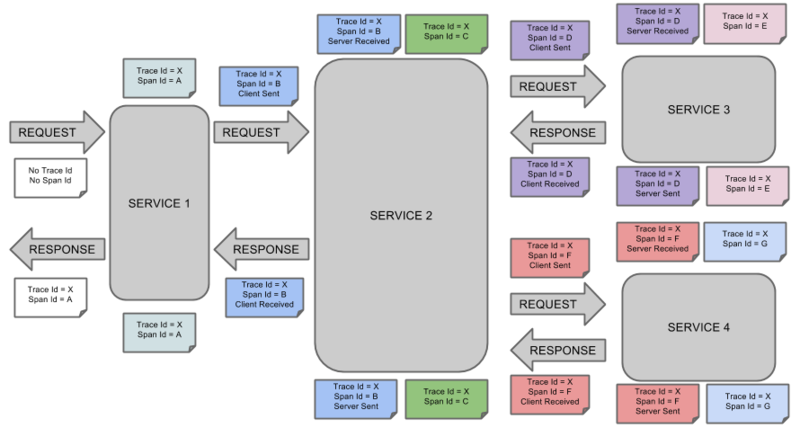 Trace Id = X
Span Id = A
Trace Id = X
Span Id = B
Client Sent
Trace Id = X
Span Id = B
Server Received
Trace Id = X
Span Id = C
Trace Id = X
Span Id = D
Client Sent
Trace Id = X
Span Id = D
Server Received
Trace Id = X
Span Id = E
REQUEST
No Trace Id
No Span Id
RESPONSE
Trace Id = X
Span Id = A
SERVICE 1
Trace Id = X
Span Id = A
REQUEST
RESPONSE
Trace Id = X
Span Id = B
Client Received
SERVICE 2
Trace Id = X
Span Id = B
Server Sent
Trace Id = X
Span Id = C
REQUEST
RESPONSE
Trace Id = X
Span Id = D
Client Received
SERVICE 3
Trace Id = X
Span Id = D
Server Sent
Trace Id = X
Span Id = E
Trace Id = X
Span Id = F
Client Sent
Trace Id = X
Span Id = F
Server Received
Trace Id = X
Span Id = G
REQUEST
RESPONSE
SERVICE 4
Trace Id = X
Span Id = F
Client Received
Trace Id = X
Span Id = F
Server Sent
Trace Id = X
Span Id = G